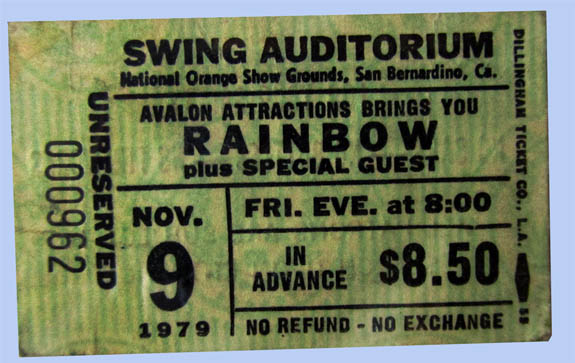 SWING AUDITORIUM
National Orange Show Grounds, San Bernardino, Ca.
AVALON ATTRACTIONS BRINGS YOU
RAINBOW
plus SPECIAL GUEST
NOV.
9
1979
FRI. EVE. at 8:00
IN
ADVANCE
$8.50
NO REFUND - NO EXCHANGE
UNRESERVED
000962
DILLINGHAM TICKET CO., L.A.